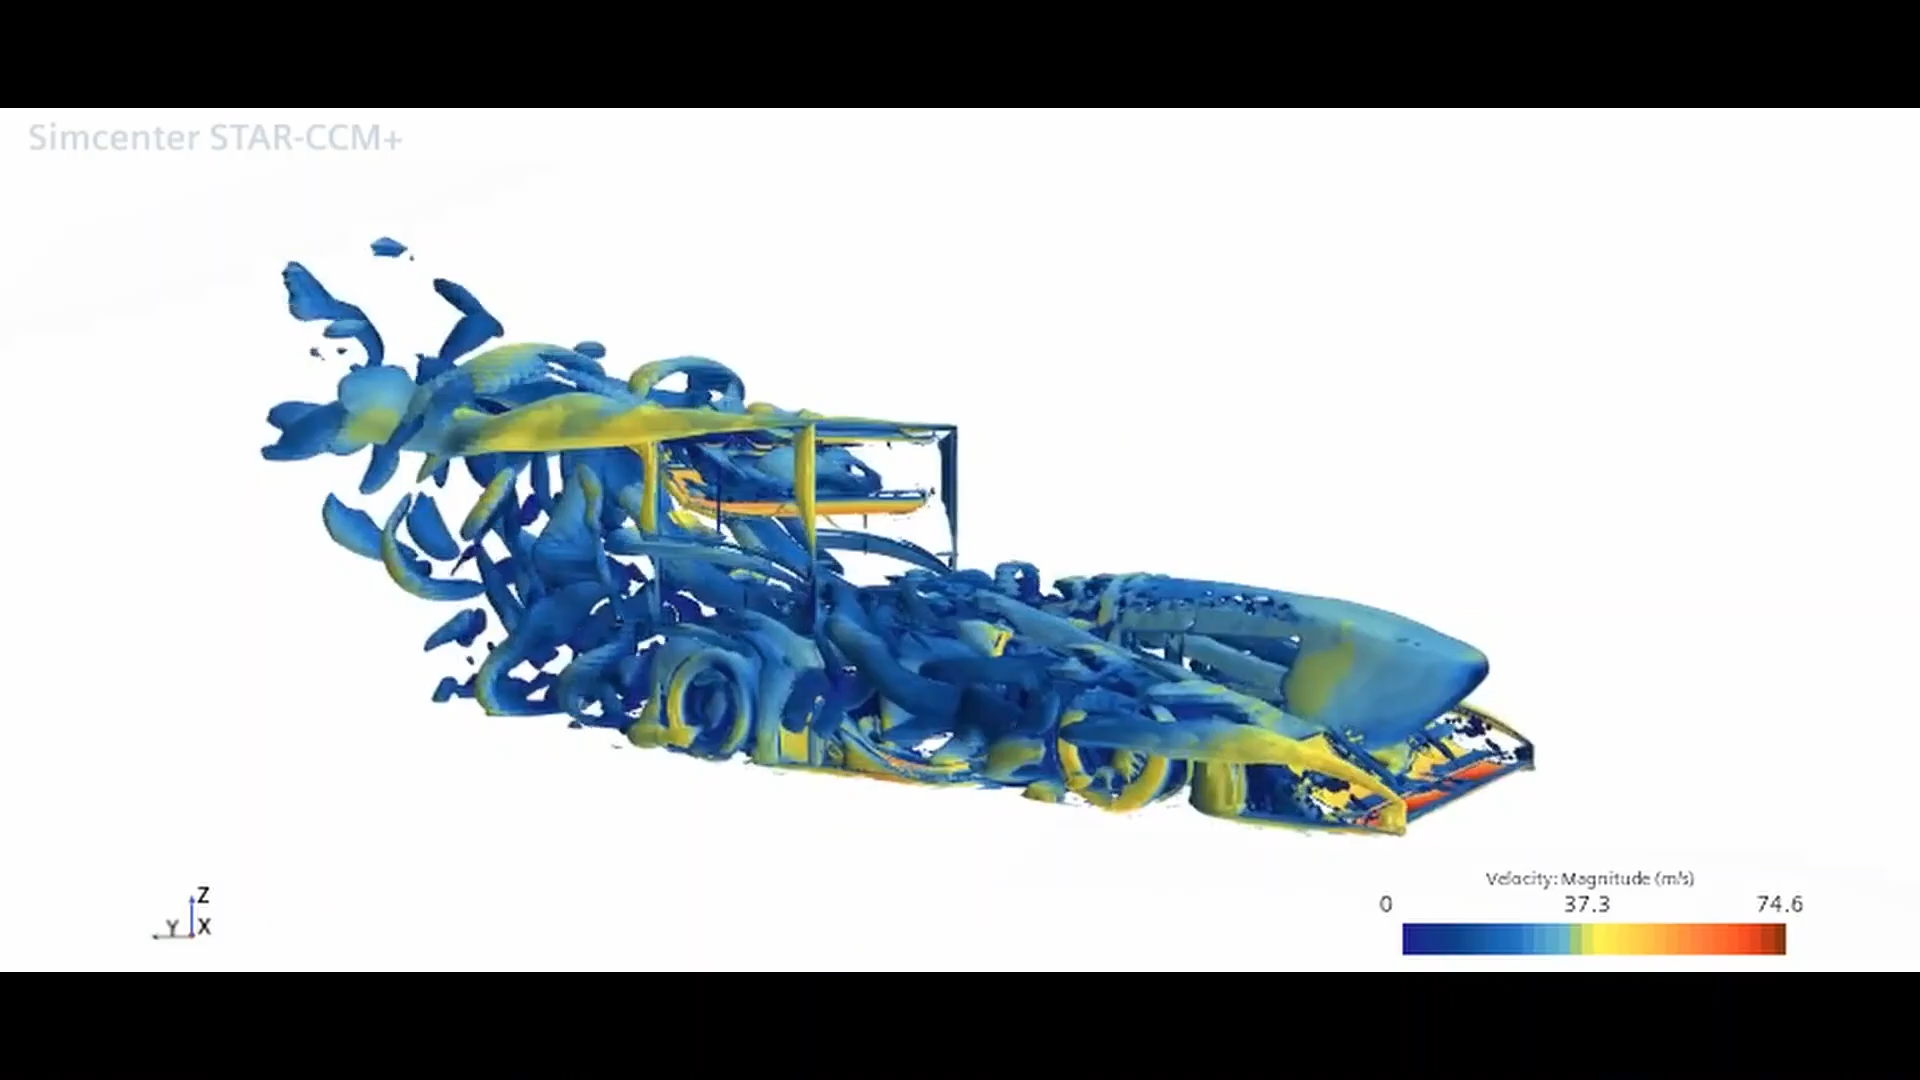 Simcenter STAR-CCM+
Z
Y X
Velocity: Magnitude (m/s)
0 37.3 74.6